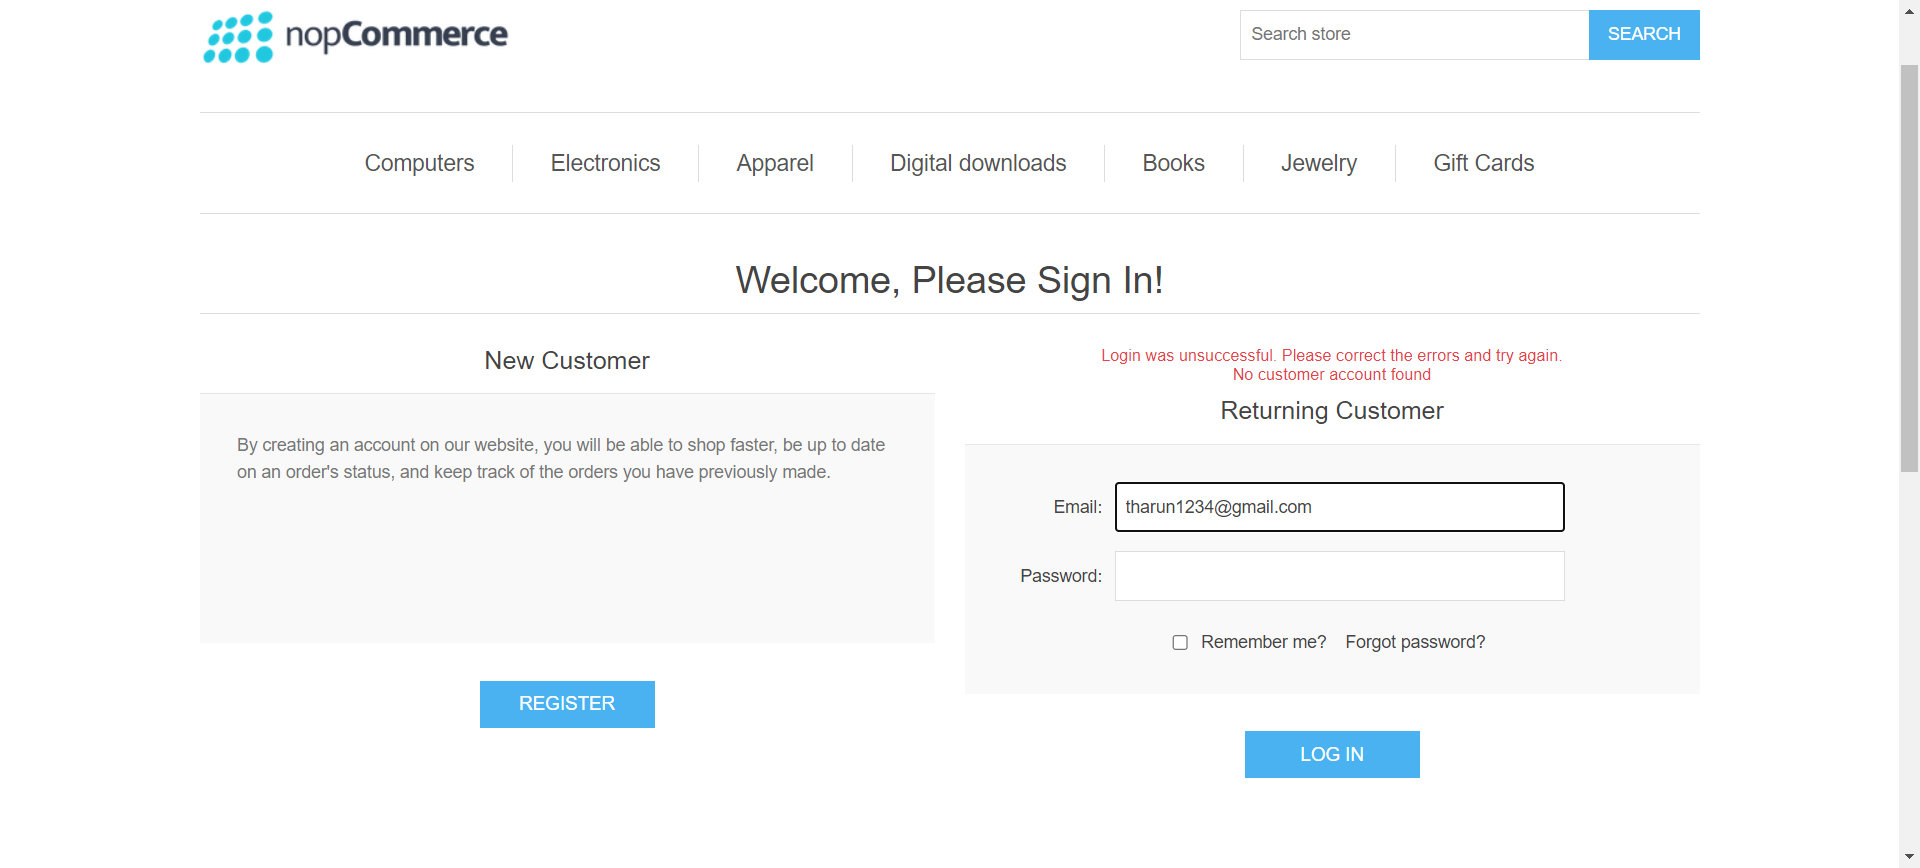 nopCommerce
Search store
SEARCH
Computers
Electronics
Apparel
Digital downloads
Books
Jewelry
Gift Cards
Welcome, Please Sign In!
New Customer
By creating an account on our website, you will be able to shop faster, be up to date
on an order's status, and keep track of the orders you have previously made.
REGISTER
Login was unsuccessful. Please correct the errors and try again.
No customer account found
Returning Customer
Email: tharun1234@gmail.com
Password:
Remember me? Forgot password?
LOG IN